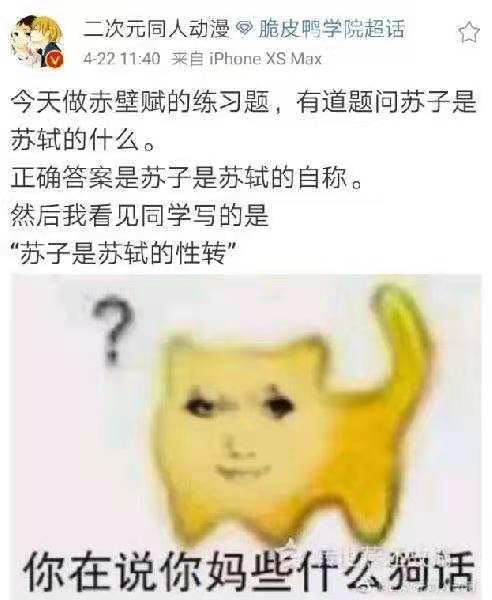 二次元同人动漫 脆皮鸭学院超话
4-22 11:40 来自 iPhone XS Max
今天做赤壁赋的练习题，有道题问苏子是
苏轼的什么。
正确答案是苏子是苏轼的自称。
然后我看见同学写的是
“苏子是苏轼的性转”
?
你在说你妈些什么狗话